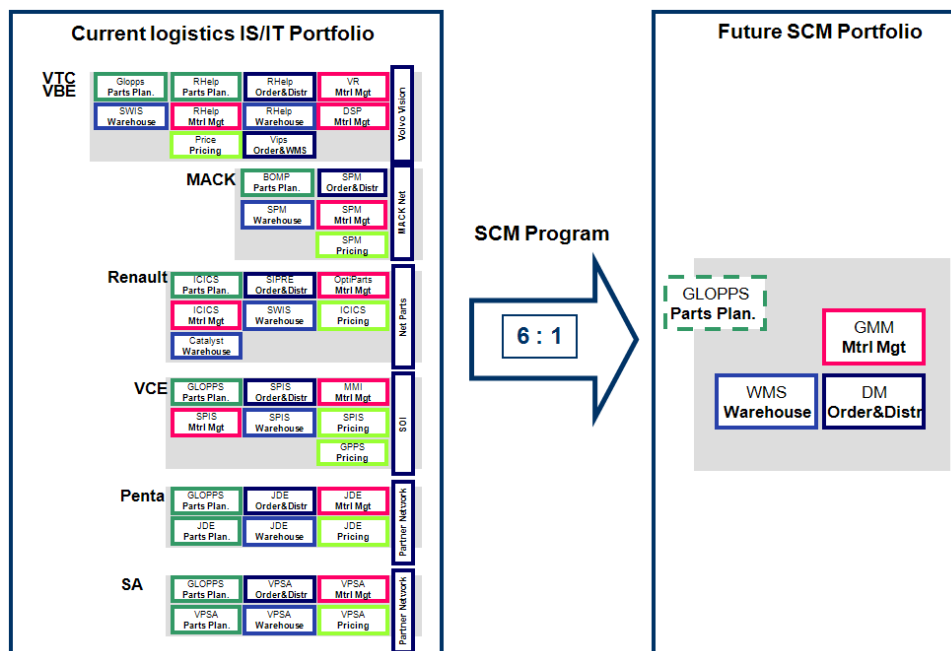 Current logistics IS/IT Portfolio
VTC
VBE
Glopps
Parts Plan.
RHelp
Parts Plan.
RHelp
Order&Distr
VR
Mtrl Mgt
SWIS
Warehouse
RHelp
Mtrl Mgt
RHelp
Warehouse
DSP
Mtrl Mgt
Price
Pricing
Vips
Order&WMS
Volvo Vision
MACK
BOMP
Parts Plan.
SPM
Order&Distr
SPM
Warehouse
SPM
Mtrl Mgt
SPM
Pricing
MACK Net
Renault
ICICS
Parts Plan.
SIPRE
Order&Distr
OptiParts
Mtrl Mgt
ICICS
Mtrl Mgt
SWIS
Warehouse
ICICS
Pricing
Catalyst
Warehouse
Net Parts
VCE
GLOPPS
Parts Plan.
SPIS
Order&Distr
MMI
Mtrl Mgt
SPIS
Mtrl Mgt
SPIS
Warehouse
SPIS
Pricing
GPPS
Pricing
SOI
Penta
GLOPPS
Parts Plan.
JDE
Order&Distr
JDE
Mtrl Mgt
JDE
Parts Plan.
JDE
Warehouse
JDE
Pricing
Partner Network
SA
GLOPPS
Parts Plan.
VPSA
Order&Distr
VPSA
Mtrl Mgt
VPSA
Parts Plan.
VPSA
Warehouse
VPSA
Pricing
Partner Network
SCM Program
6 : 1
Future SCM Portfolio
GLOPPS
Parts Plan.
GMM
Mtrl Mgt
WMS
Warehouse
DM
Order&Distr